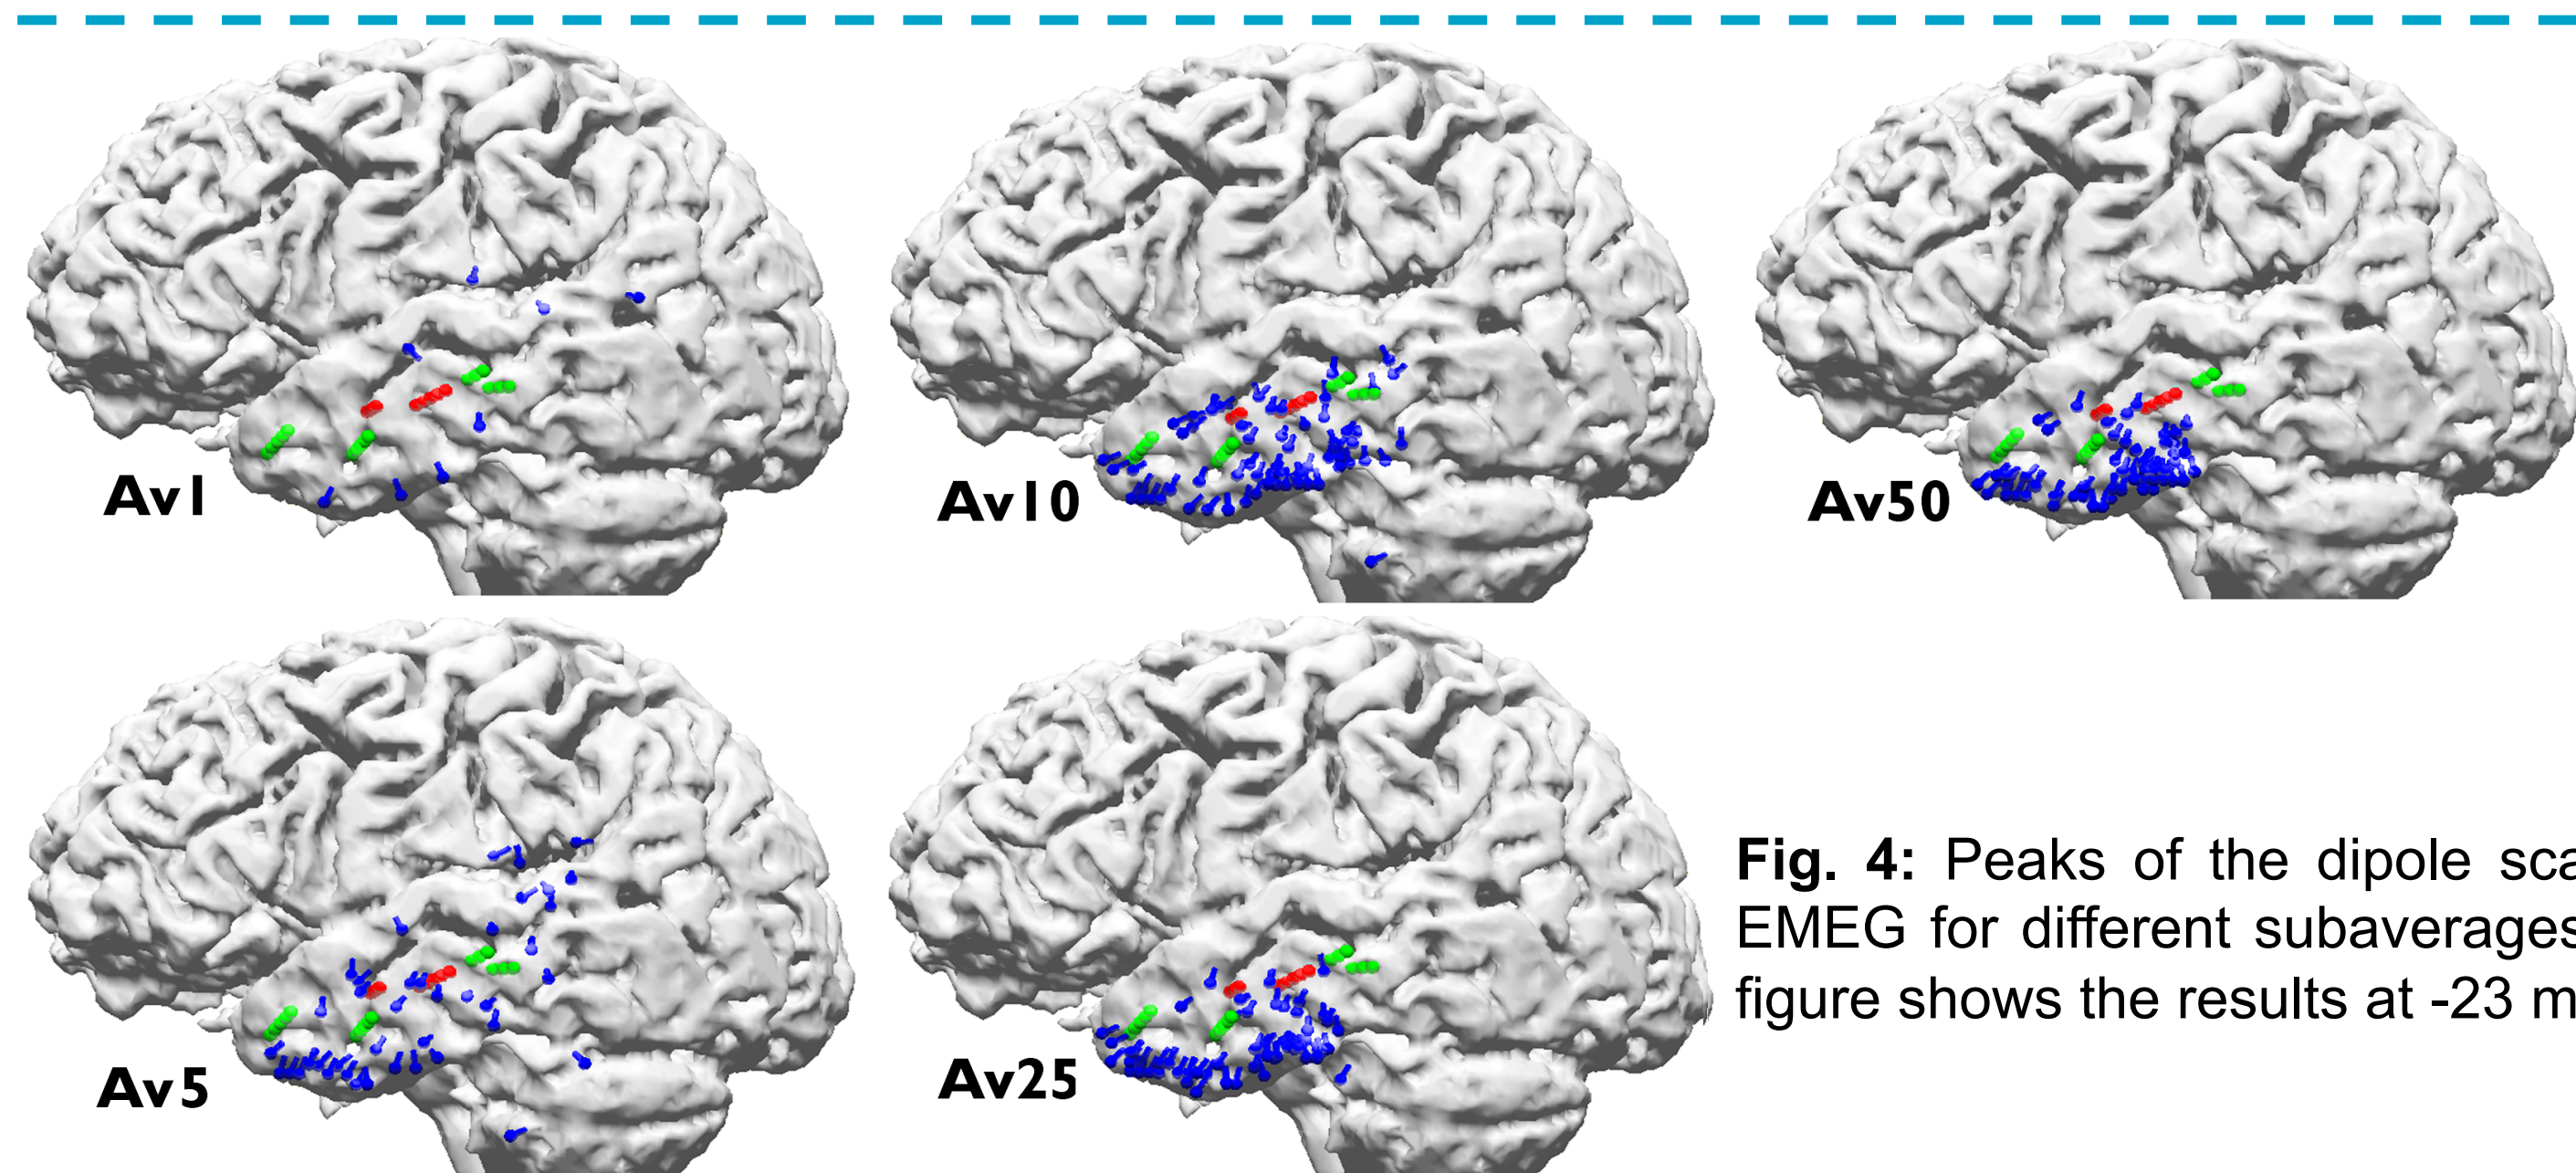 Av1
Av10
Av50
Av5
Av25
Fig. 4: Peaks of the dipole
EMEG for different subaverages
figure shows the results at -23